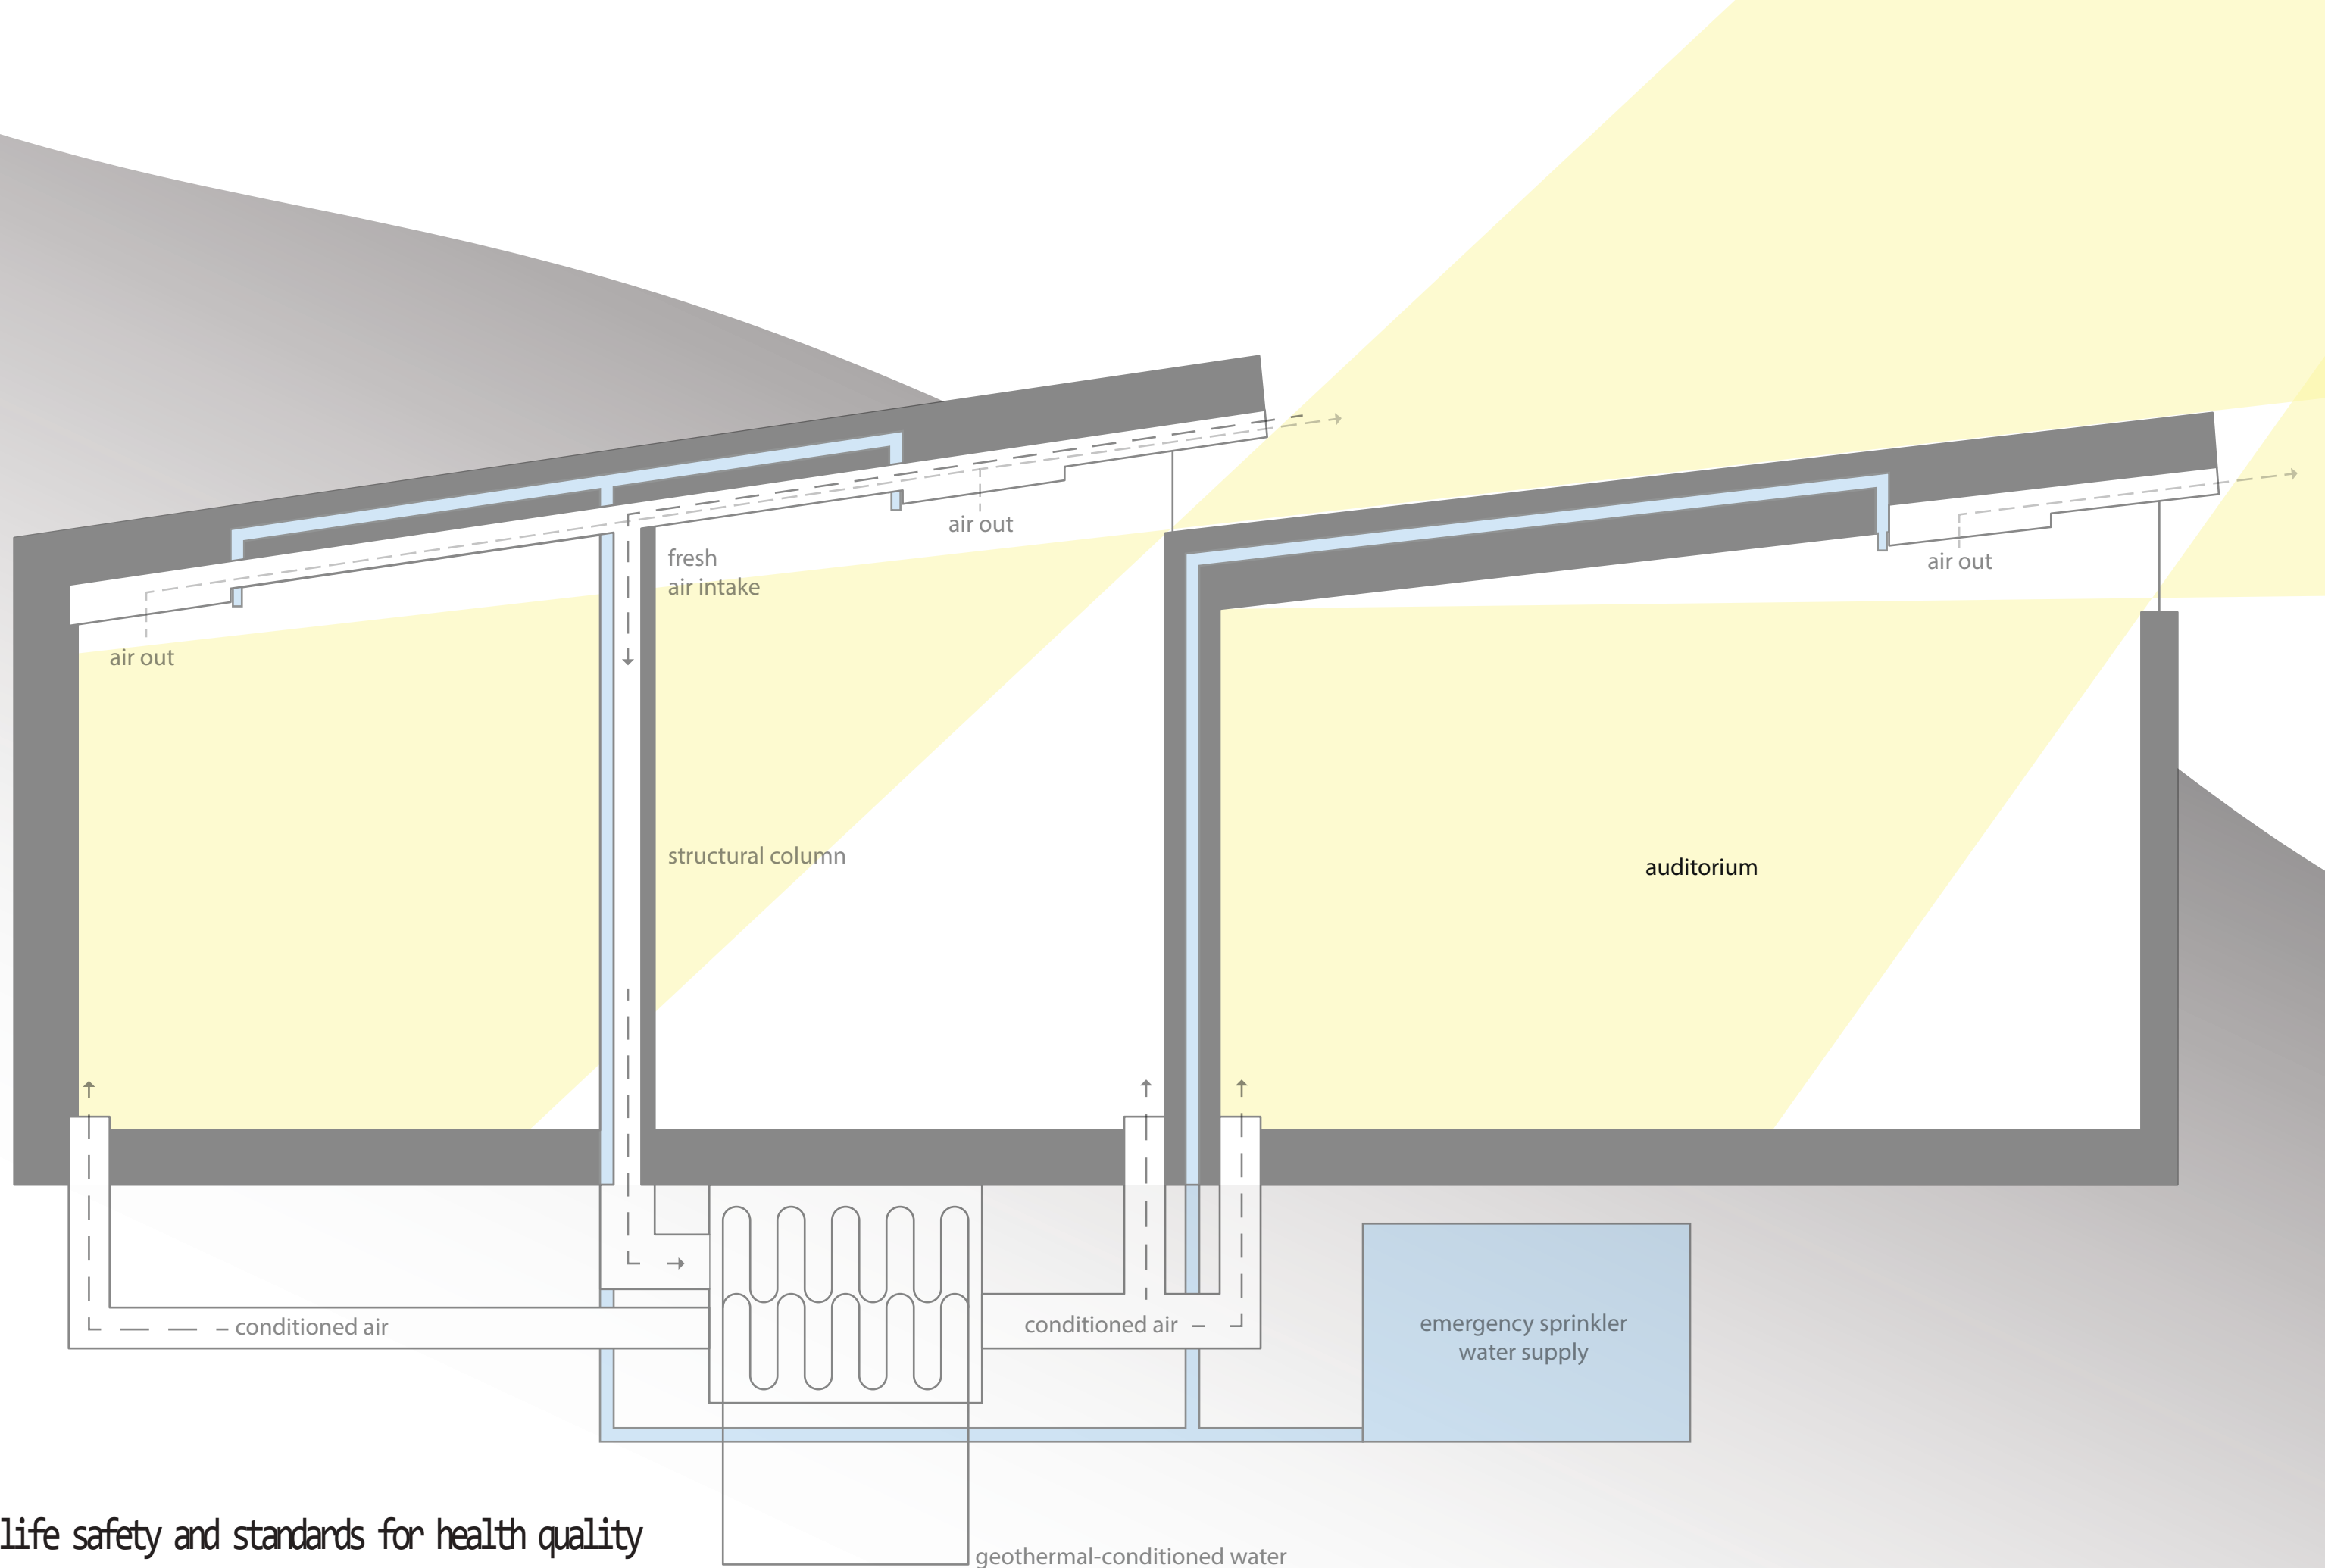 air out
fresh
air intake
air out
air out
structural column
auditorium
conditioned air
conditioned air
emergency sprinkler
water supply
life safety and standards for health quality
geothermal-conditioned water